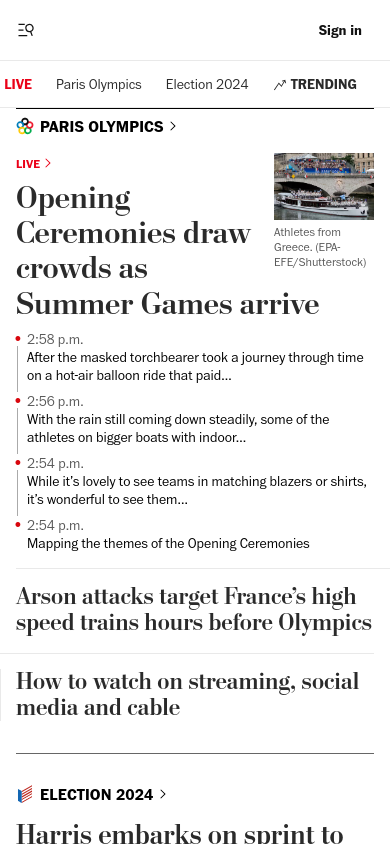 Sign in
LIVE Paris Olympics Election 2024 TRENDING
PARIS OLYMPICS
LIVE
Opening
Ceremonies draw
crowds as
Summer Games arrive
Athletes from
Greece. (EPA-
EFE/Shutterstock)
2:58 p.m.
After the masked torchbearer took a journey through time
on a hot-air balloon ride that paid...
2:56 p.m.
With the rain still coming down steadily, some of the
athletes on bigger boats with indoor...
2:54 p.m.
While it’s lovely to see teams in matching blazers or shirts,
it’s wonderful to see them...
2:54 p.m.
Mapping the themes of the Opening Ceremonies
Arson attacks target France’s high
speed trains hours before Olympics
How to watch on streaming, social
media and cable
ELECTION 2024
Harris embarks on sprint to